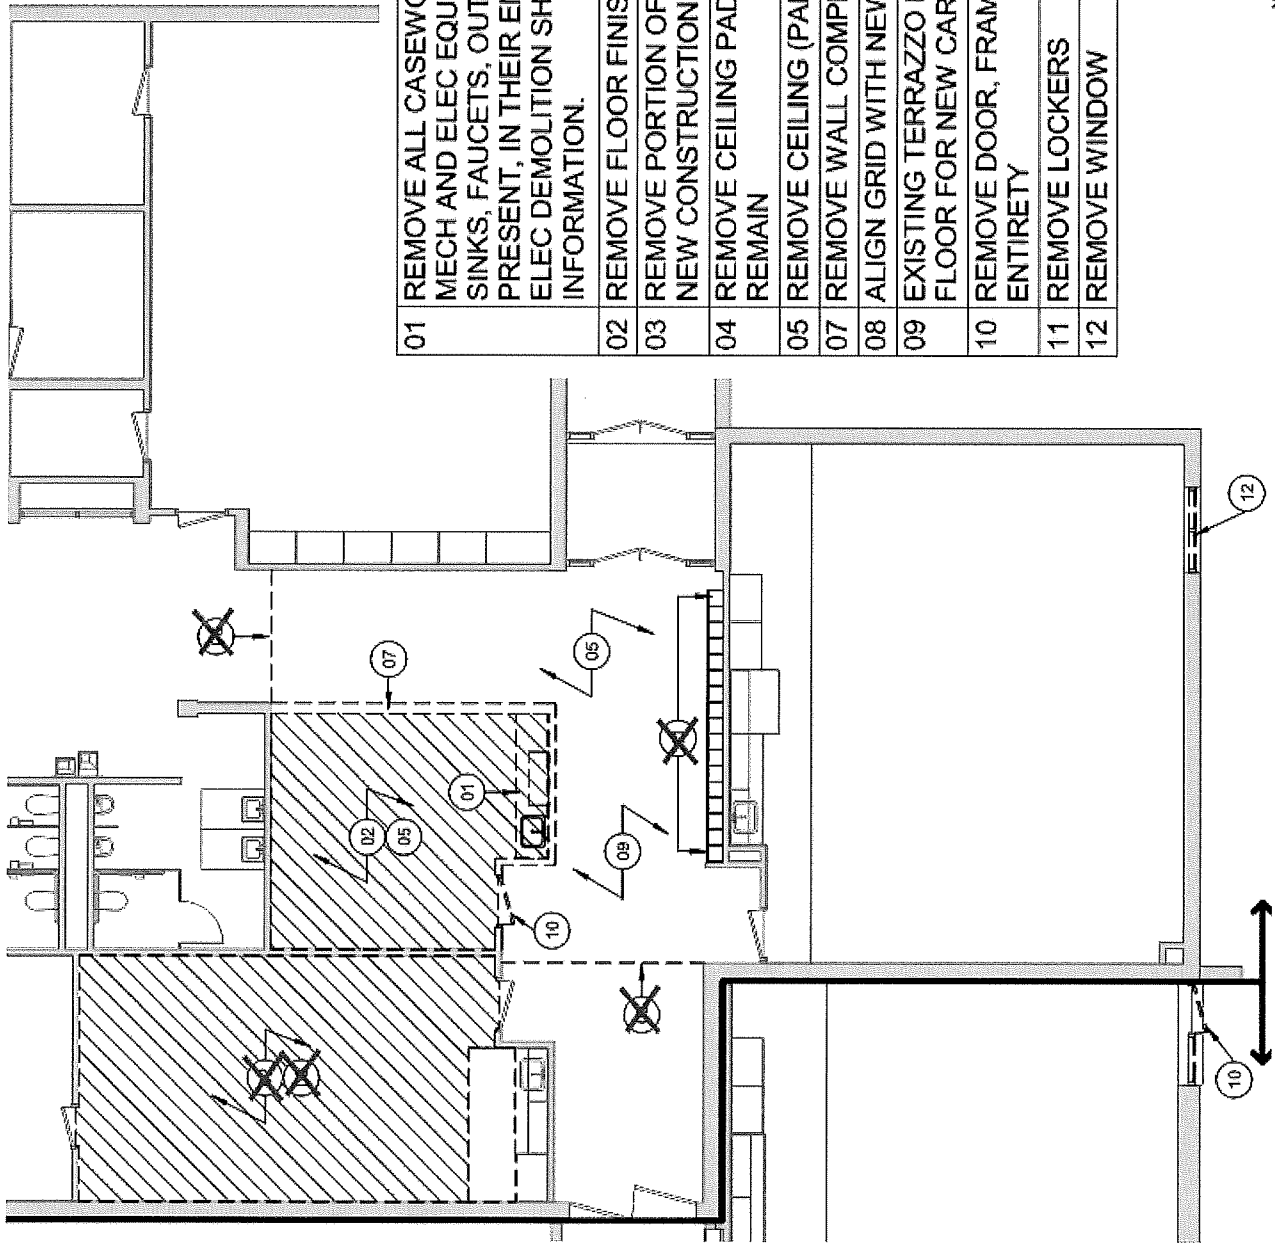 01 REMOVE ALL CASEWO
MECH AND ELEC EQU
SINKS, FAUCETS, OUT
PRESENT, IN THEIR E
ELEC DEMOLITION SH
INFORMATION.
02 REMOVE FLOOR FINIS
03 REMOVE PORTION OF
NEW CONSTRUCTION
04 REMOVE CEILING PAD
REMAIN
05 REMOVE CEILING (PA
07 REMOVE WALL COMP
08 ALIGN GRID WITH NEW
09 EXISTING TERRAZZO
FLOOR FOR NEW CAR
10 REMOVE DOOR, FRAM
ENTIRETY
11 REMOVE LOCKERS
12 REMOVE WINDOW
07
05
01
02
05
09
10
12
10